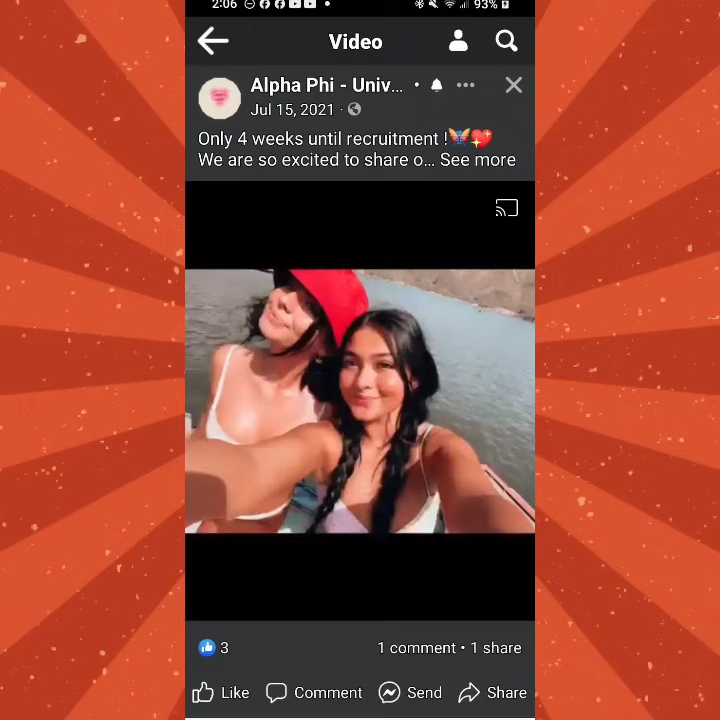 2:06 93%
Video
Alpha Phi - Univ...
Jul 15, 2021
Only 4 weeks until recruitment !🦋💖
We are so excited to share o... See more
3 1 comment • 1 share
Like Comment Send Share